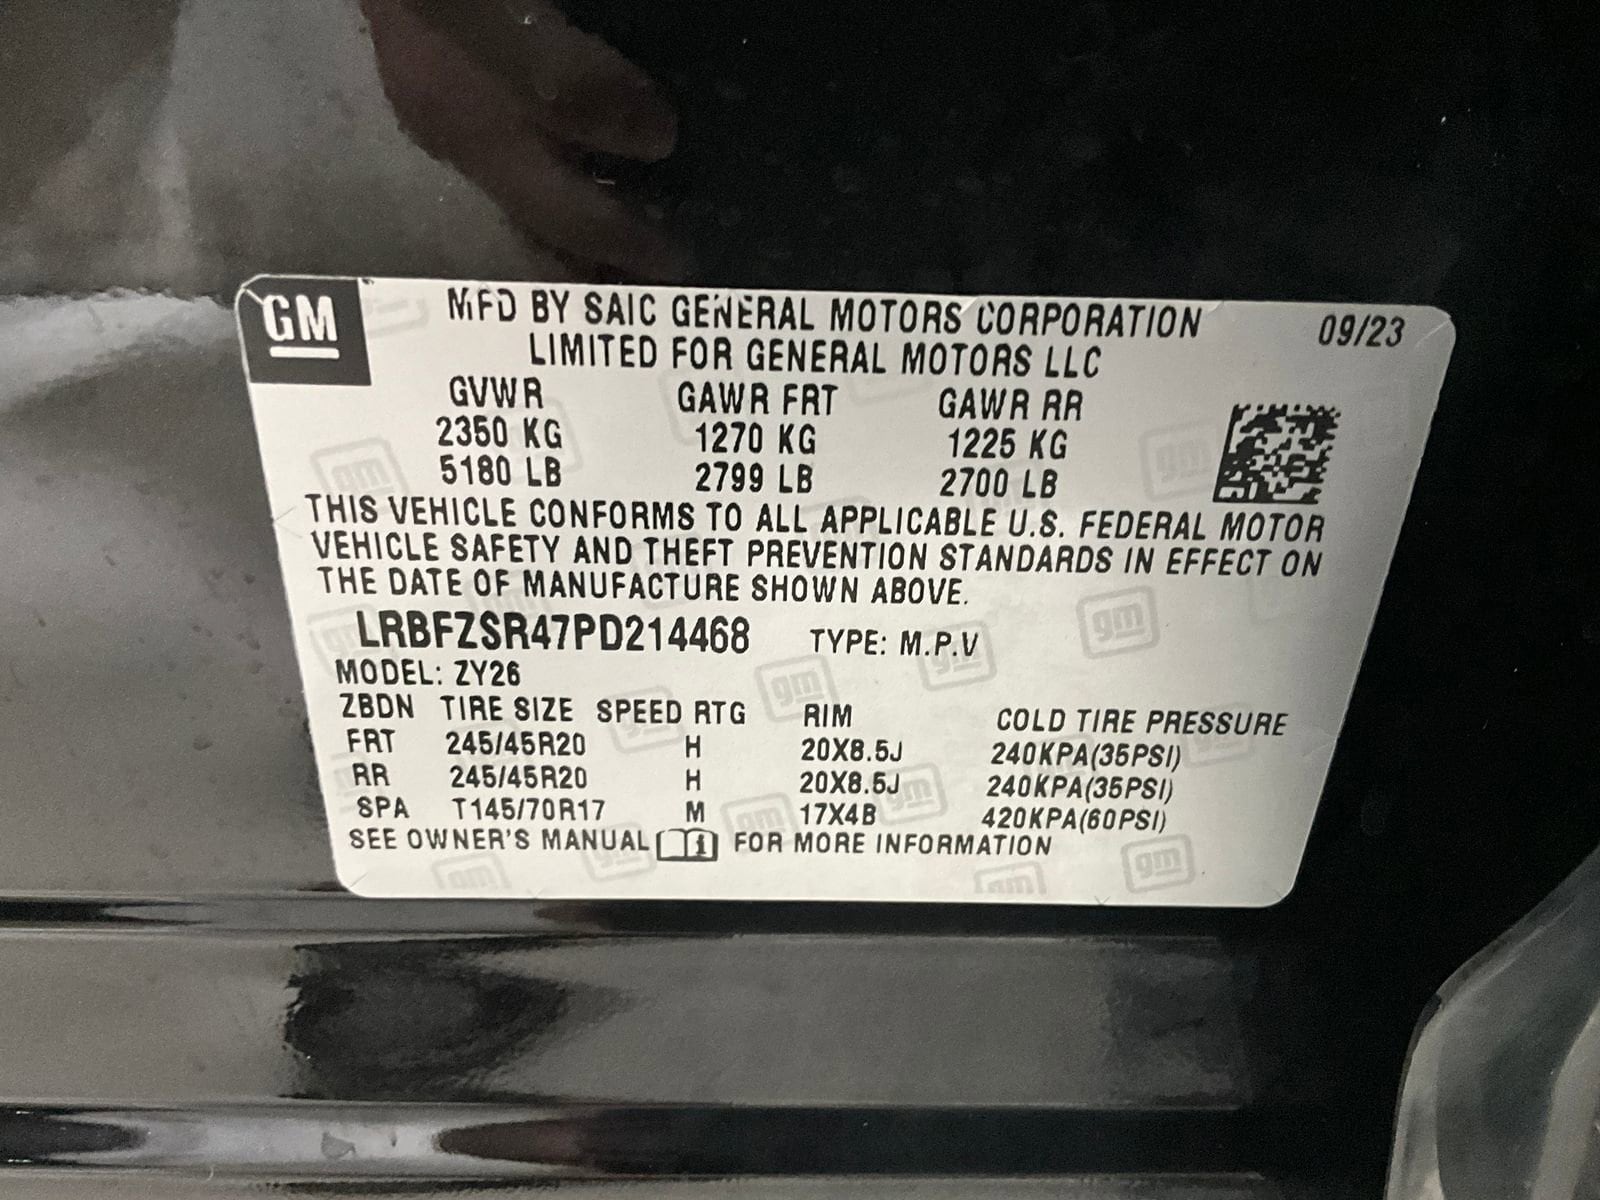 GM
MFD BY SAIC GENERAL MOTORS CORPORATION 09/23
LIMITED FOR GENERAL MOTORS LLC
GVWR GAWR FRT GAWR RR
2350 KG 1270 KG 1225 KG
5180 LB 2799 LB 2700 LB
THIS VEHICLE CONFORMS TO ALL APPLICABLE U.S. FEDERAL MOTOR
VEHICLE SAFETY AND THEFT PREVENTION STANDARDS IN EFFECT ON
THE DATE OF MANUFACTURE SHOWN ABOVE.
LRBFZSR47PD214468 TYPE: M.P.V
MODEL: ZY26
ZBDN TIRE SIZE SPEED RTG RIM COLD TIRE PRESSURE
FRT 245/45R20 H 20X8.5J 240KPA(35PSI)
RR 245/45R20 H 20X8.5J 240KPA(35PSI)
SPA T145/70R17 M 17X4B 420KPA(60PSI)
SEE OWNER'S MANUAL FOR MORE INFORMATION